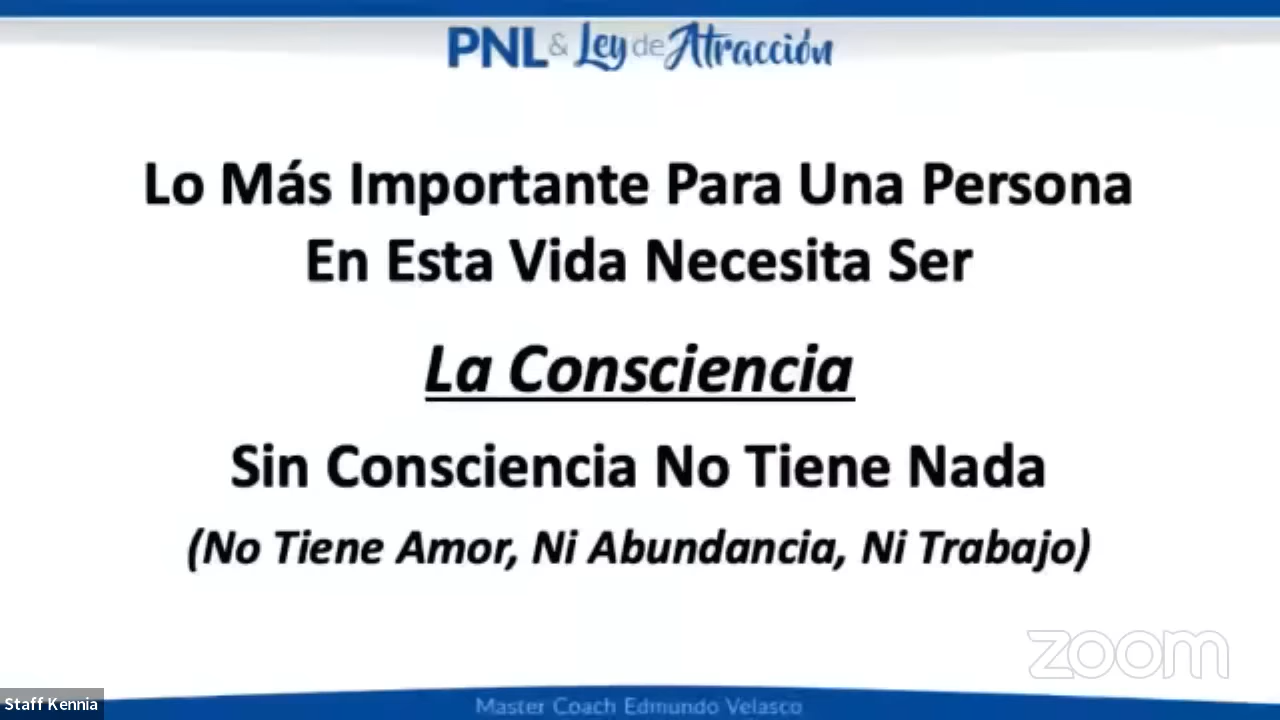 PNL & Ley de Atracción
Lo Más Importante Para Una Persona
En Esta Vida Necesita Ser
La Consciencia
Sin Consciencia No Tiene Nada
(No Tiene Amor, Ni Abundancia, Ni Trabajo)
zoom
Staff Kennia
Master Coach Edmundo Velasco